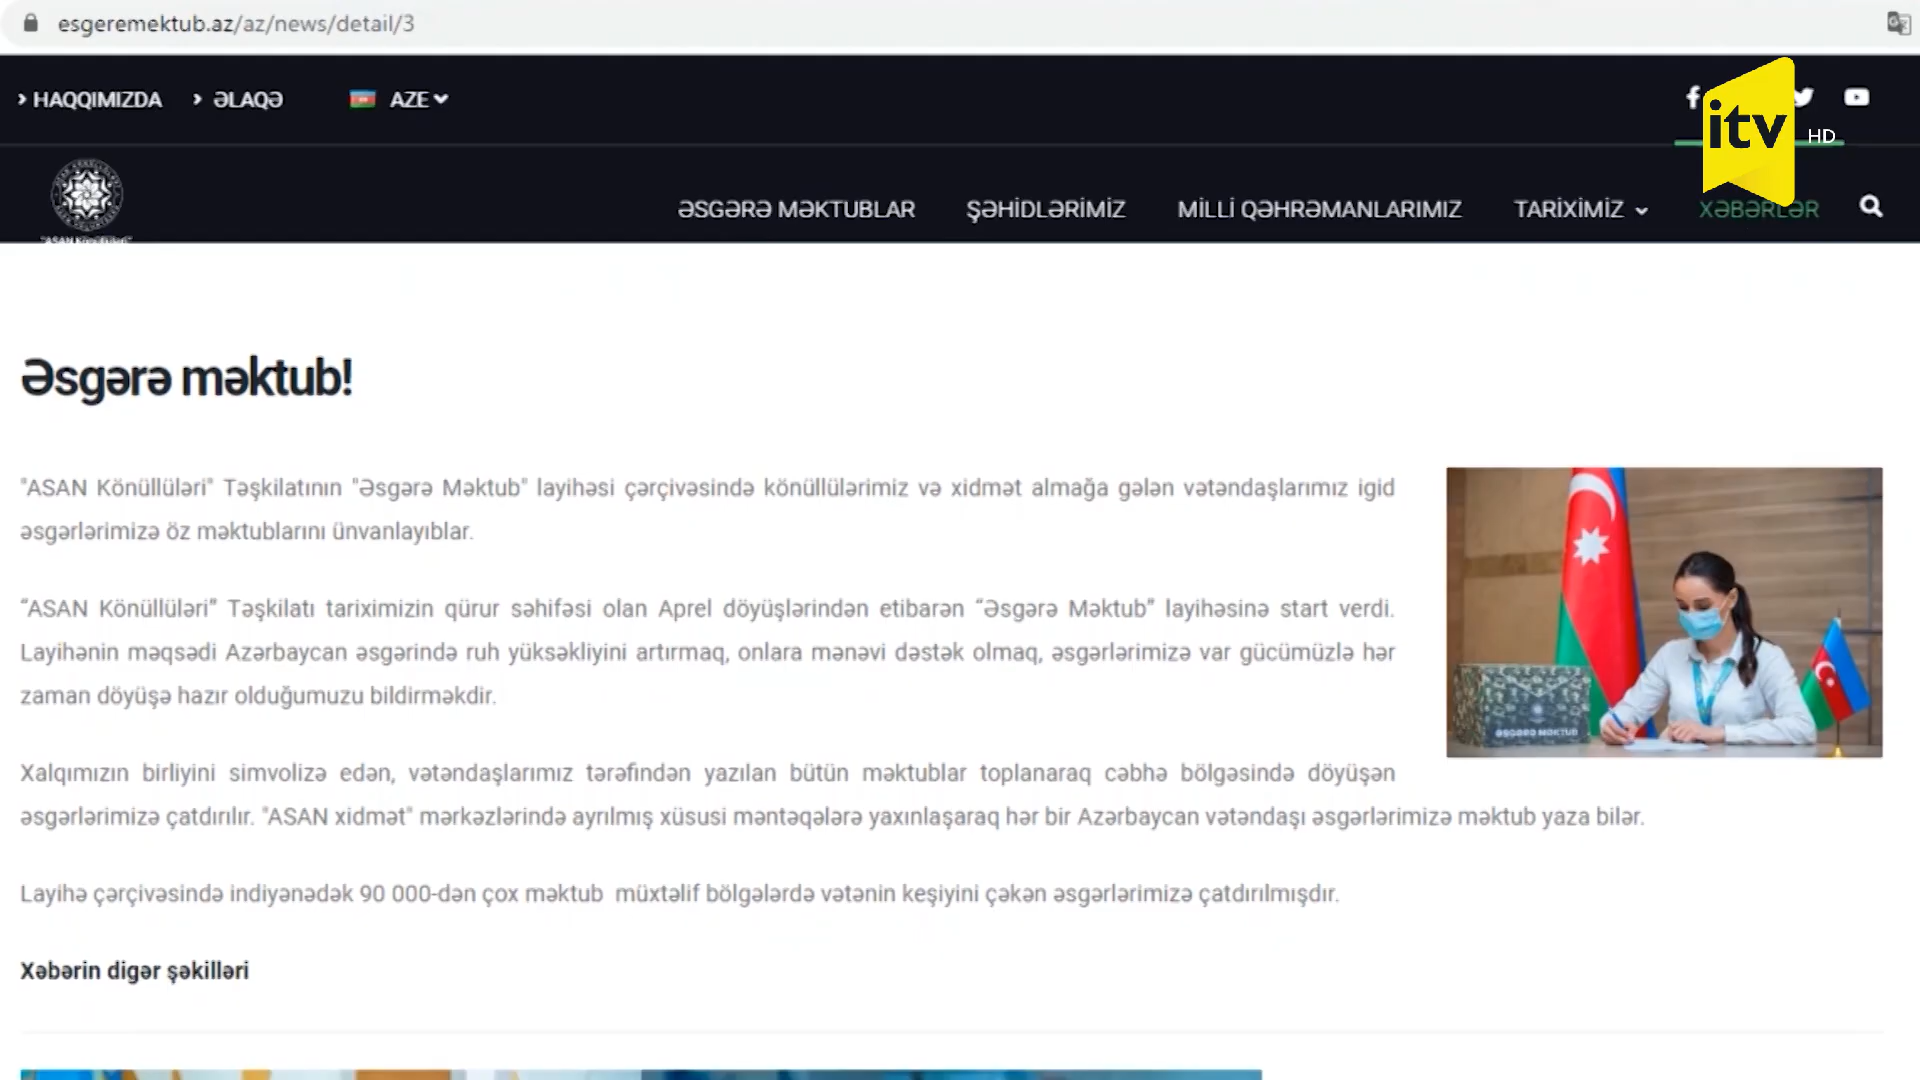 esgeremektub.az/az/news/detail/3
HAQQIMIZDA ƏLAQƏ AZE
itv HD
ƏSGƏRƏ MƏKTUBLAR ŞƏHİDLƏRİMİZ MİLLİ QƏHRƏMANLARIMIZ TARİXİMİZ XƏBƏRLƏR
"ASAN Könüllüləri"
Əsgərə məktub!
"ASAN Könüllüləri" Təşkilatının "Əsgərə Məktub" layihəsi çərçivəsində könüllülərimiz və xidmət almağa gələn vətəndaşlarımız igid
əsgərlərimizə öz məktublarını ünvanlayıblar.
“ASAN Könüllüləri” Təşkilatı tariximizin qürur səhifəsi olan Aprel döyüşlərindən etibarən “Əsgərə Məktub” layihəsinə start verdi.
Layihənin məqsədi Azərbaycan əsgərində ruh yüksəkliyini artırmaq, onlara mənəvi dəstək olmaq, əsgərlərimizə var gücümüzlə hər
zaman döyüşə hazır olduğumuzu bildirməkdir.
Xalqımızın birliyini simvolizə edən, vətəndaşlarımız tərəfindən yazılan bütün məktublar toplanaraq cəbhə bölgəsində döyüşən
əsgərlərimizə çatdırılır. "ASAN xidmət" mərkəzlərində ayrılmış xüsusi məntəqələrə yaxınlaşaraq hər bir Azərbaycan vətəndaşı əsgərlərimizə məktub yaza bilər.
Layihə çərçivəsində indiyənədək 90 000-dən çox məktub müxtəlif bölgələrdə vətənin keşiyini çəkən əsgərlərimizə çatdırılmışdır.
Xəbərin digər şəkilləri
ƏSGƏRƏ MƏKTUB